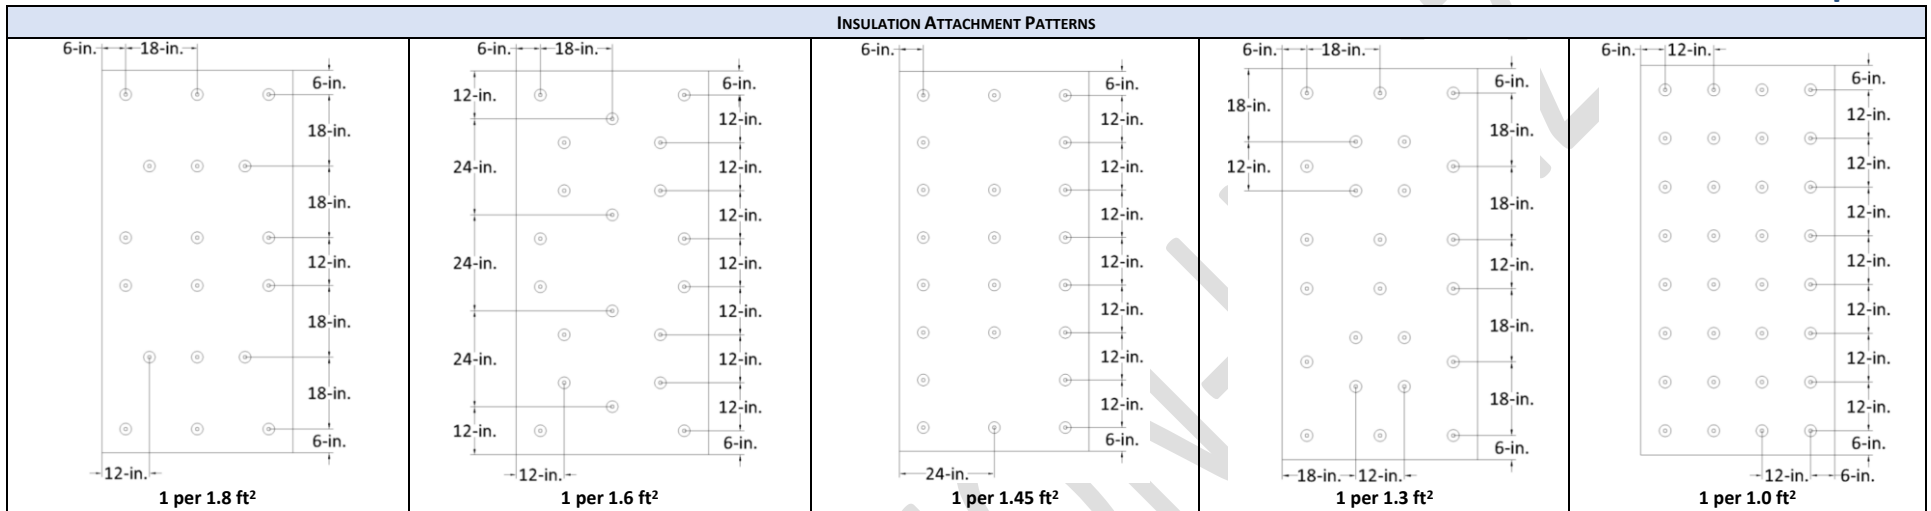 INSULATION ATTACHMENT PATTERNS
6-in. 18-in.
6-in.
18-in.
18-in.
12-in.
18-in.
18-in.
6-in.
12-in.
1 per 1.8 ft²
6-in. 18-in.
12-in.
24-in.
24-in.
24-in.
12-in.
6-in.
12-in.
12-in.
12-in.
12-in.
12-in.
12-in.
12-in.
6-in.
12-in.
1 per 1.6 ft²
6-in.
6-in.
12-in.
12-in.
12-in.
12-in.
12-in.
12-in.
12-in.
6-in.
24-in.
1 per 1.45 ft²
6-in. 18-in.
18-in.
12-in.
6-in.
18-in.
18-in.
12-in.
18-in.
18-in.
6-in.
18-in. 12-in.
1 per 1.3 ft²
6-in. 12-in.
6-in.
12-in.
12-in.
12-in.
12-in.
12-in.
12-in.
12-in.
6-in.
12-in. 6-in.
1 per 1.0 ft²